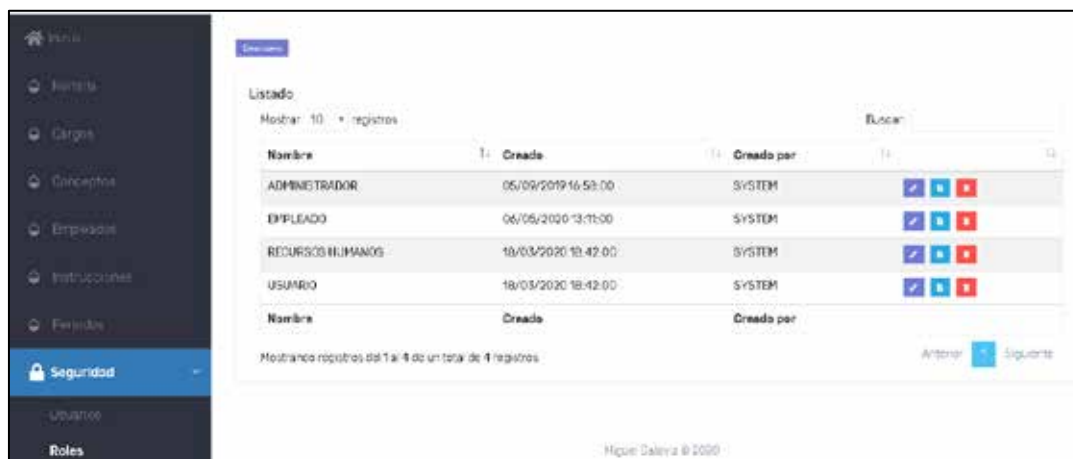 Inicio
Nomina
Cargos
Conceptos
Empleados
Instrucciones
Periodos
Seguridad
Usuarios
Roles
Listado
Mostrar 10 registros
Buscar:
Nombre Creado Creado por
ADMINISTRADOR 05/09/2019 16:58:00 SYSTEM
EMPLEADO 06/05/2020 13:11:00 SYSTEM
RECURSOS HUMANOS 18/03/2020 18:42:00 SYSTEM
USUARIO 18/03/2020 18:42:00 SYSTEM
Nombre Creado Creado por
Mostrando registros del 1 al 4 de un total de 4 registros
Anterior 1 Siguiente
Miguel © 2020